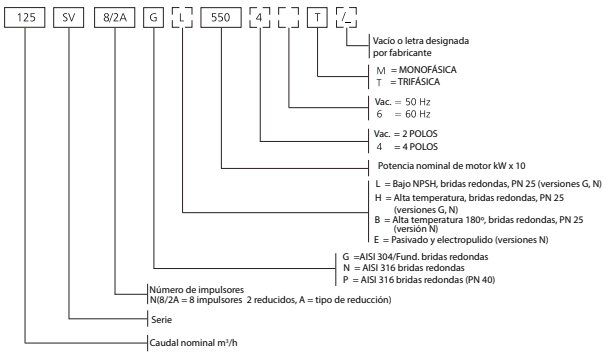 125 SV 8/2A G L 550 4 T /_
Vacío o letra designada
por fabricante
M = MONOFÁSICA
T = TRIFÁSICA
Vac. = 50 Hz
6 = 60 Hz
Vac. = 2 POLOS
4 = 4 POLOS
Potencia nominal de motor kW x 10
L = Bajo NPSH, bridas redondas, PN 25 (versiones G, N)
H = Alta temperatura, bridas redondas, PN 25
(versiones G, N)
B = Alta temperatura 180º, bridas redondas, PN 25
(versión N)
E = Pasivado y electropulido (versiones N)
G =AISI 304/Fund. bridas redondas
N = AISI 316 bridas redondas
P = AISI 316 bridas redondas (PN 40)
Número de impulsores
N(8/2A = 8 impulsores 2 reducidos, A = tipo de reducción)
Serie
Caudal nominal m³/h